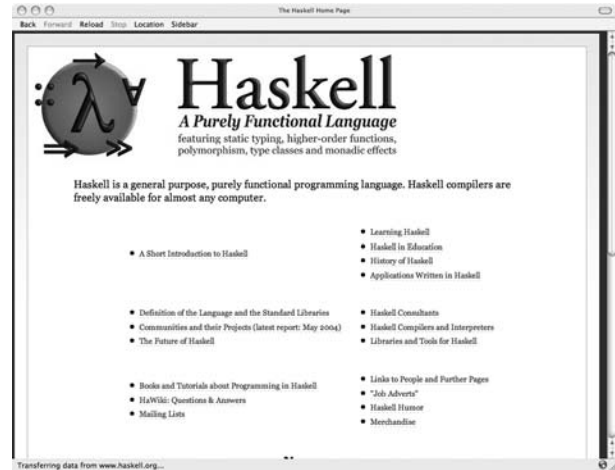 The Haskell Home Page
Back Forward Reload Stop Location Sidebar
λ
Haskell
A Purely Functional Language
featuring static typing, higher-order functions,
polymorphism, type classes and monadic effects
Haskell is a general purpose, purely functional programming language. Haskell compilers are
freely available for almost any computer.
• A Short Introduction to Haskell
• Learning Haskell
• Haskell in Education
• History of Haskell
• Applications Written in Haskell
• Definition of the Language and the Standard Libraries
• Communities and their Projects (latest report: May 2004)
• The Future of Haskell
• Haskell Consultants
• Haskell Compilers and Interpreters
• Libraries and Tools for Haskell
• Books and Tutorials about Programming in Haskell
• HaWiki: Questions & Answers
• Mailing Lists
• Links to People and Further Pages
• "Job Adverts"
• Haskell Humor
• Merchandise
Transferring data from www.haskell.org...